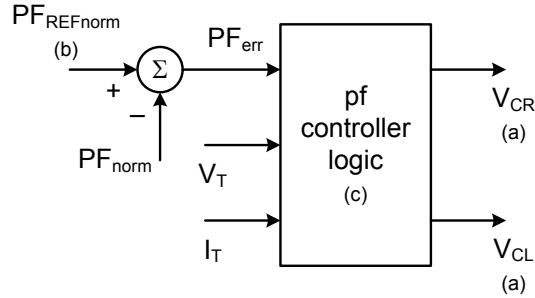 PF_REFnorm
(b)
+
Σ
−
PF_norm
PF_err
V_T
I_T
pf
controller
logic
(c)
V_CR
(a)
V_CL
(a)